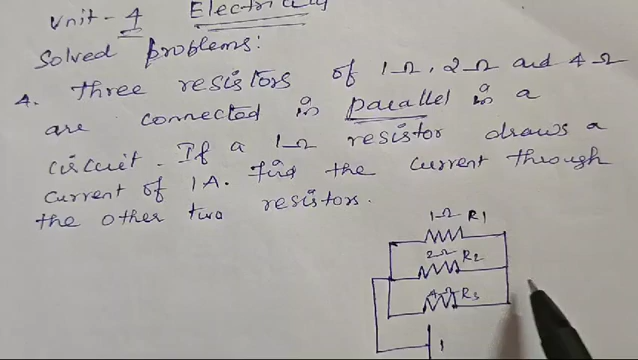 Unit - 4 Electricity
Solved problems:
4. Three resistors of 1Ω, 2Ω and 4Ω
are connected in parallel in a
circuit. If a 1Ω resistor draws a
current of 1A. find the current through
the other two resistors.
1Ω R1
2Ω R2
4Ω R3